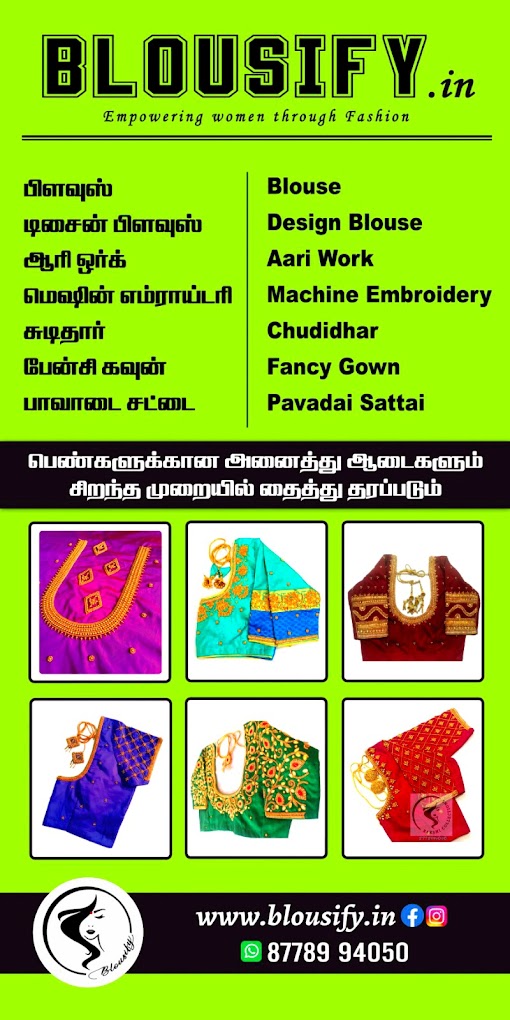 BLOUSIFY.in
Empowering women through Fashion
பிளவுஸ்
டிசைன் பிளவுஸ்
ஆரி ஒர்க்
மெஷின் எம்ராய்டரி
சுடிதார்
பேன்சி கவுன்
பாவாடை சட்டை
Blouse
Design Blouse
Aari Work
Machine Embroidery
Chudidhar
Fancy Gown
Pavadai Sattai
பெண்களுக்கான அனைத்து ஆடைகளும்
சிறந்த முறையில் தைத்து தரப்படும்
Blousify
www.blousify.in
87789 94050